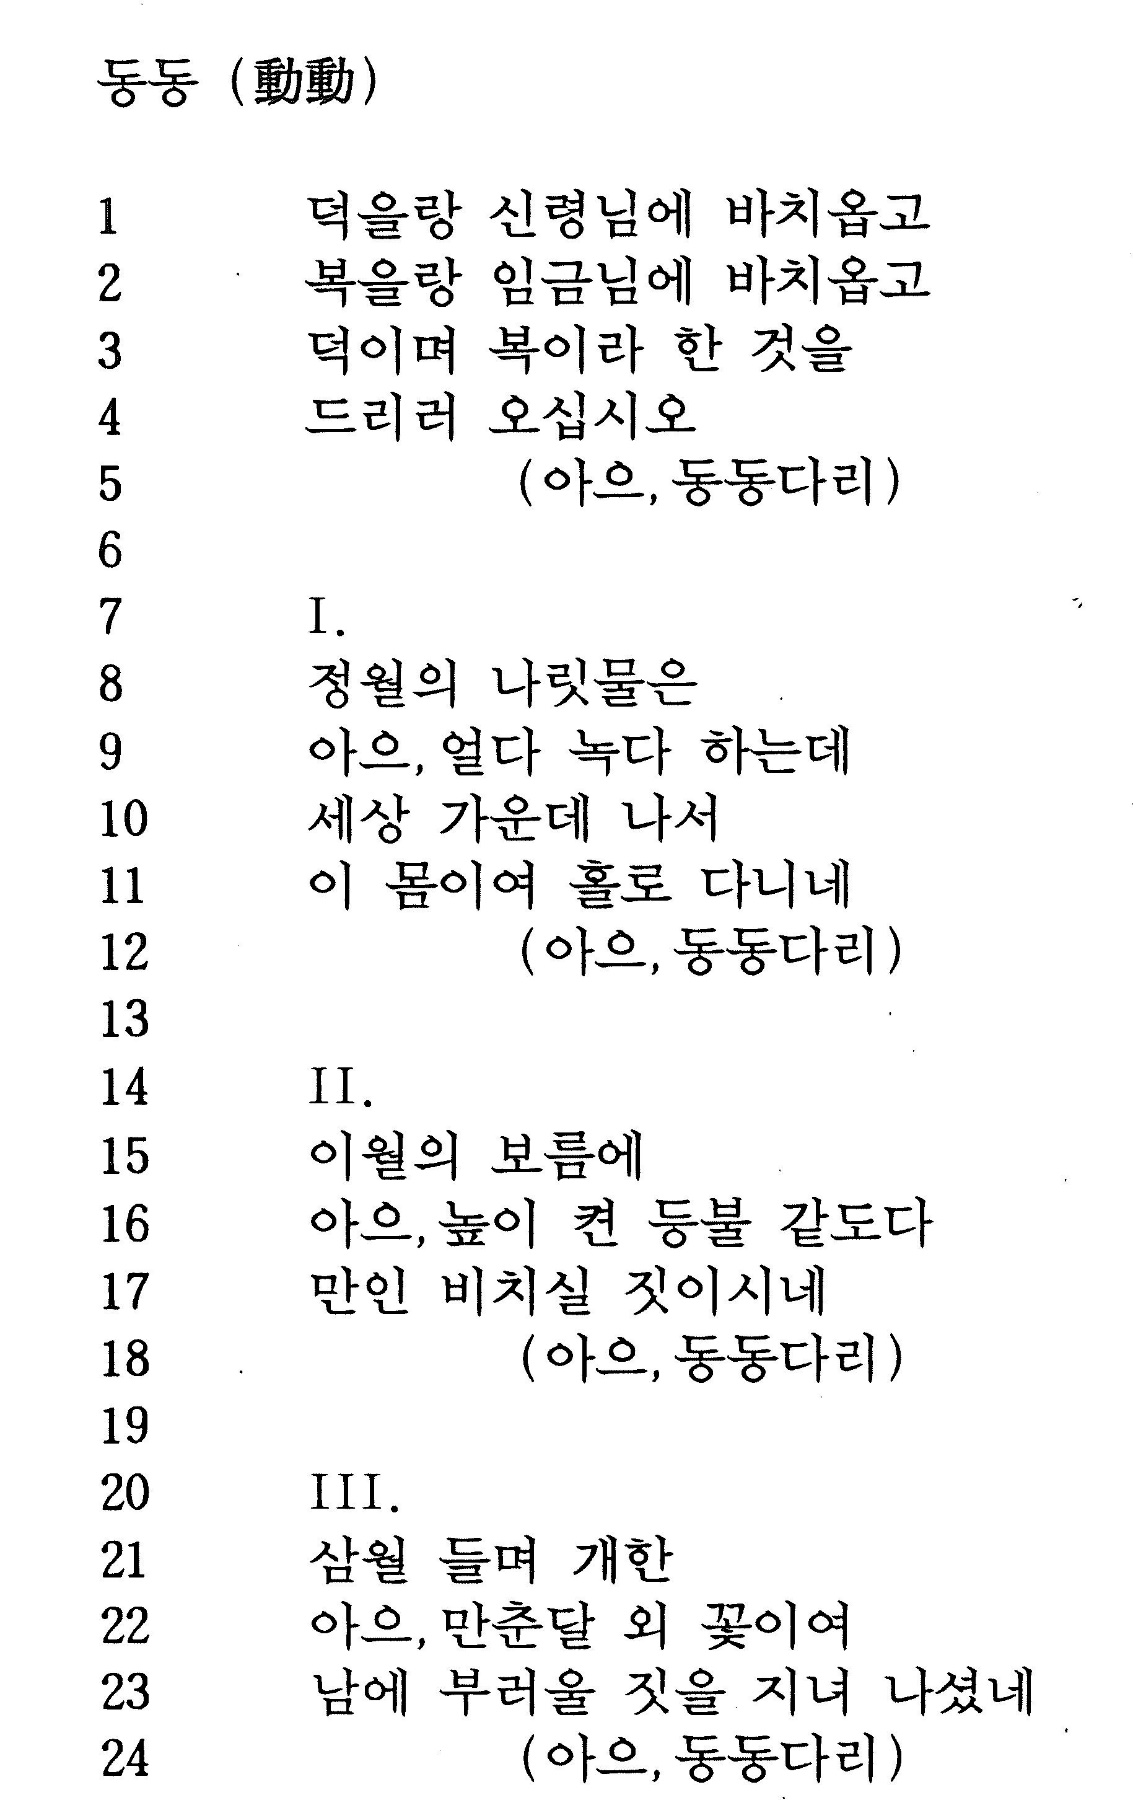 동동 (動動)
1 덕을랑 신령님에 바치옵고
2 복을랑 임금님에 바치옵고
3 덕이며 복이라 한 것을
4 드리러 오십시오
5 (아으, 동동다리)
6
7 I.
8 정월의 나릿물은
9 아으, 얼다 녹다 하는데
10 세상 가운데 나서
11 이 몸이여 홀로 다니네
12 (아으, 동동다리)
13
14 II.
15 이월의 보름에
16 아으, 높이 켠 등불 같도다
17 만인 비치실 짓이시네
18 (아으, 동동다리)
19
20 III.
21 삼월 들며 개한
22 아으, 만춘달 외 꽃이여
23 남에 부러울 짓을 지녀 나셨네
24 (아으, 동동다리)